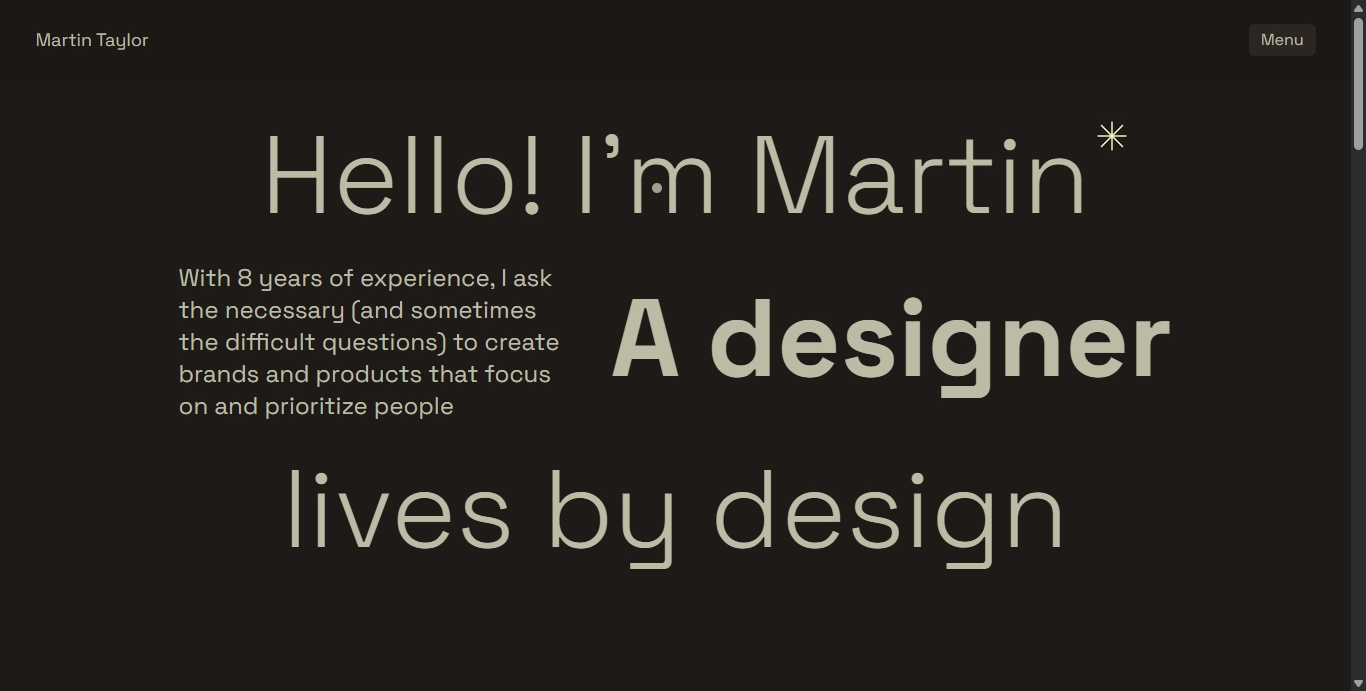 Martin Taylor
Menu
Hello! I’m Martin
With 8 years of experience, I ask
the necessary (and sometimes
the difficult questions) to create
brands and products that focus
on and prioritize people
A designer
lives by design